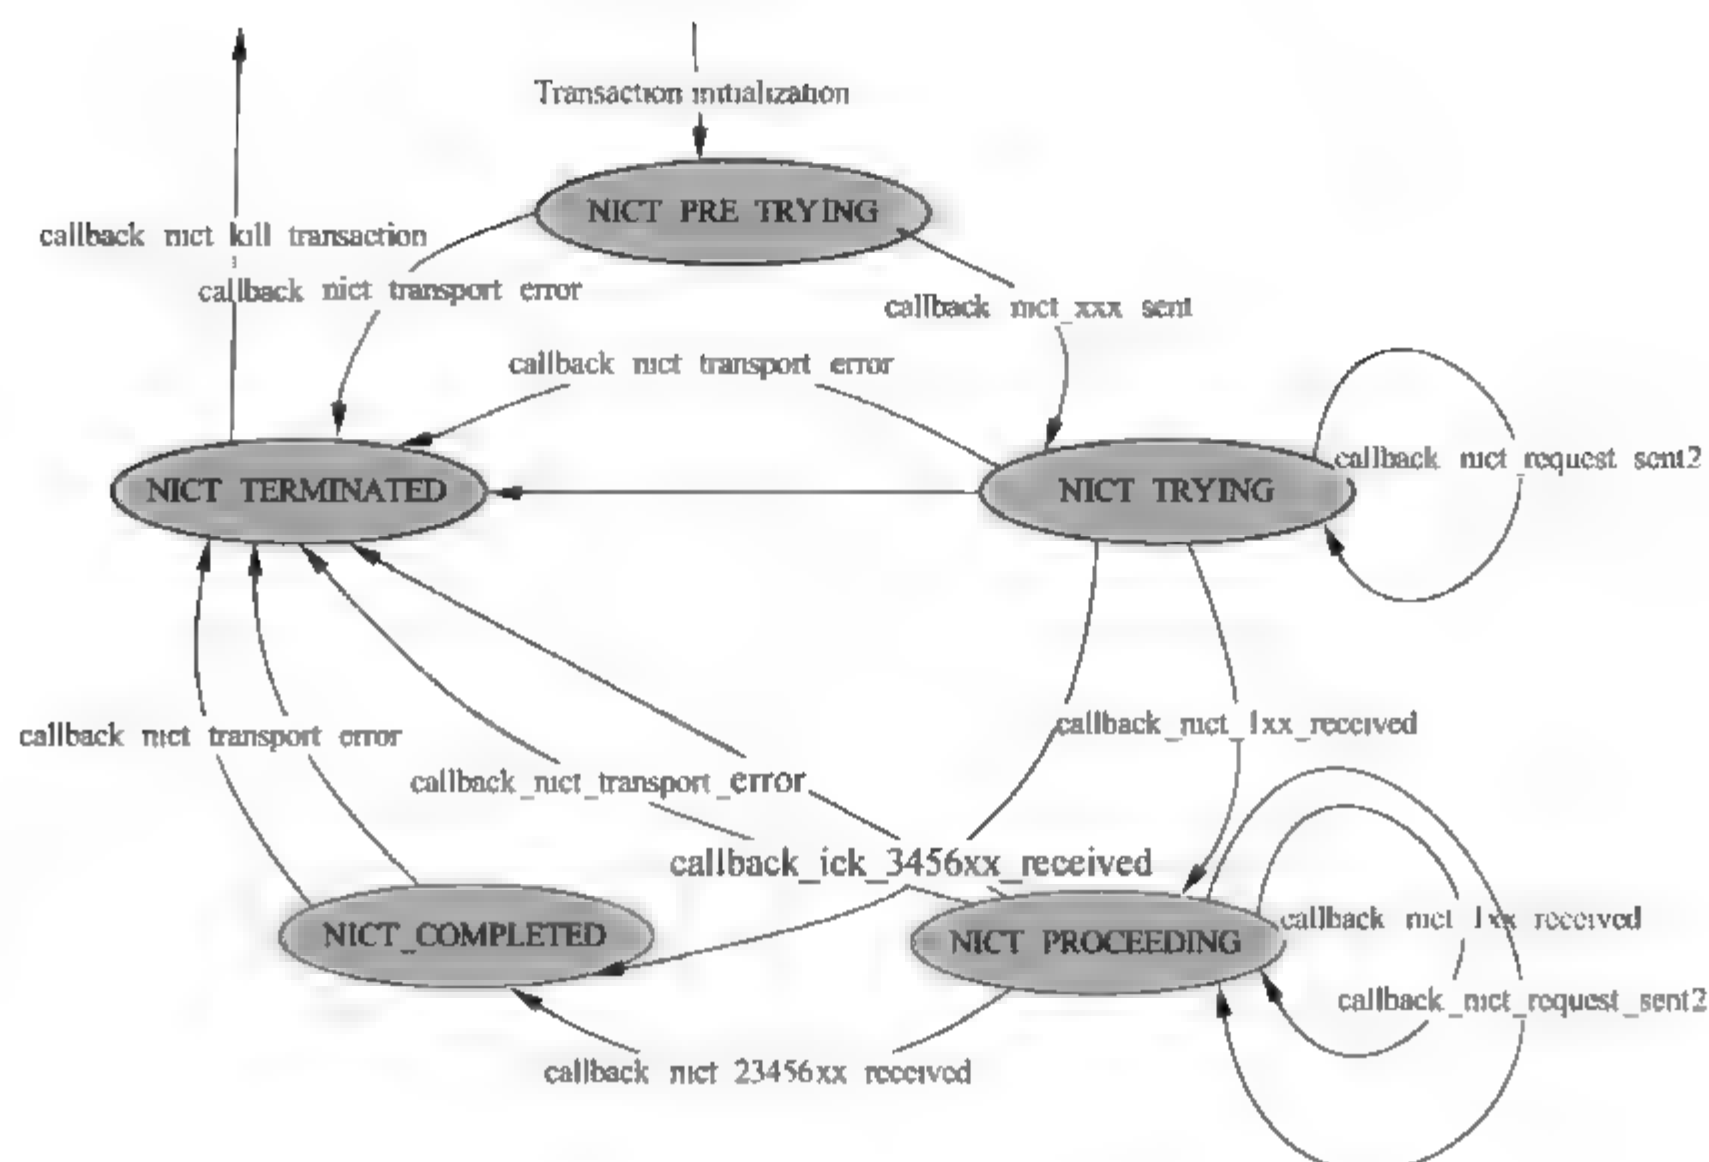 Transaction initialization
NICT PRE TRYING
callback nict kill transaction
callback nict transport error
callback nict_xxx sent
callback nict transport error
callback nict_request sent2
NICT TERMINATED
NICT TRYING
callback_nict_1xx_received
callback nict transport error
callback_nict_transport_error
callback_ick_3456xx_received
callback nict 1xx received
NICT_COMPLETED
NICT PROCEEDING
callback_nict_request_sent2
callback nict 23456xx received